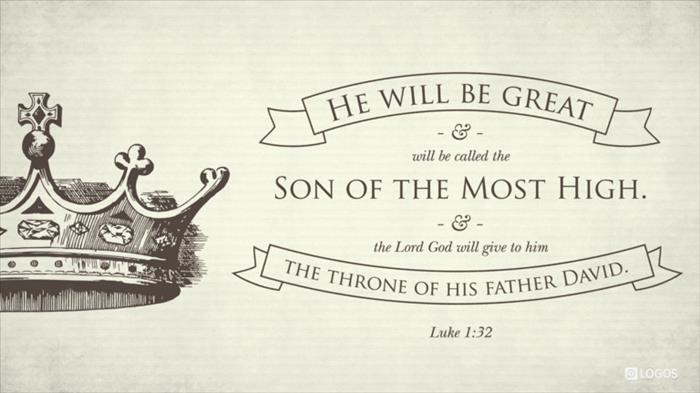 HE WILL BE GREAT
- & -
will be called the
SON OF THE MOST HIGH.
- & -
the Lord God will give to him
THE THRONE OF HIS FATHER DAVID.
Luke 1:32
LOGOS